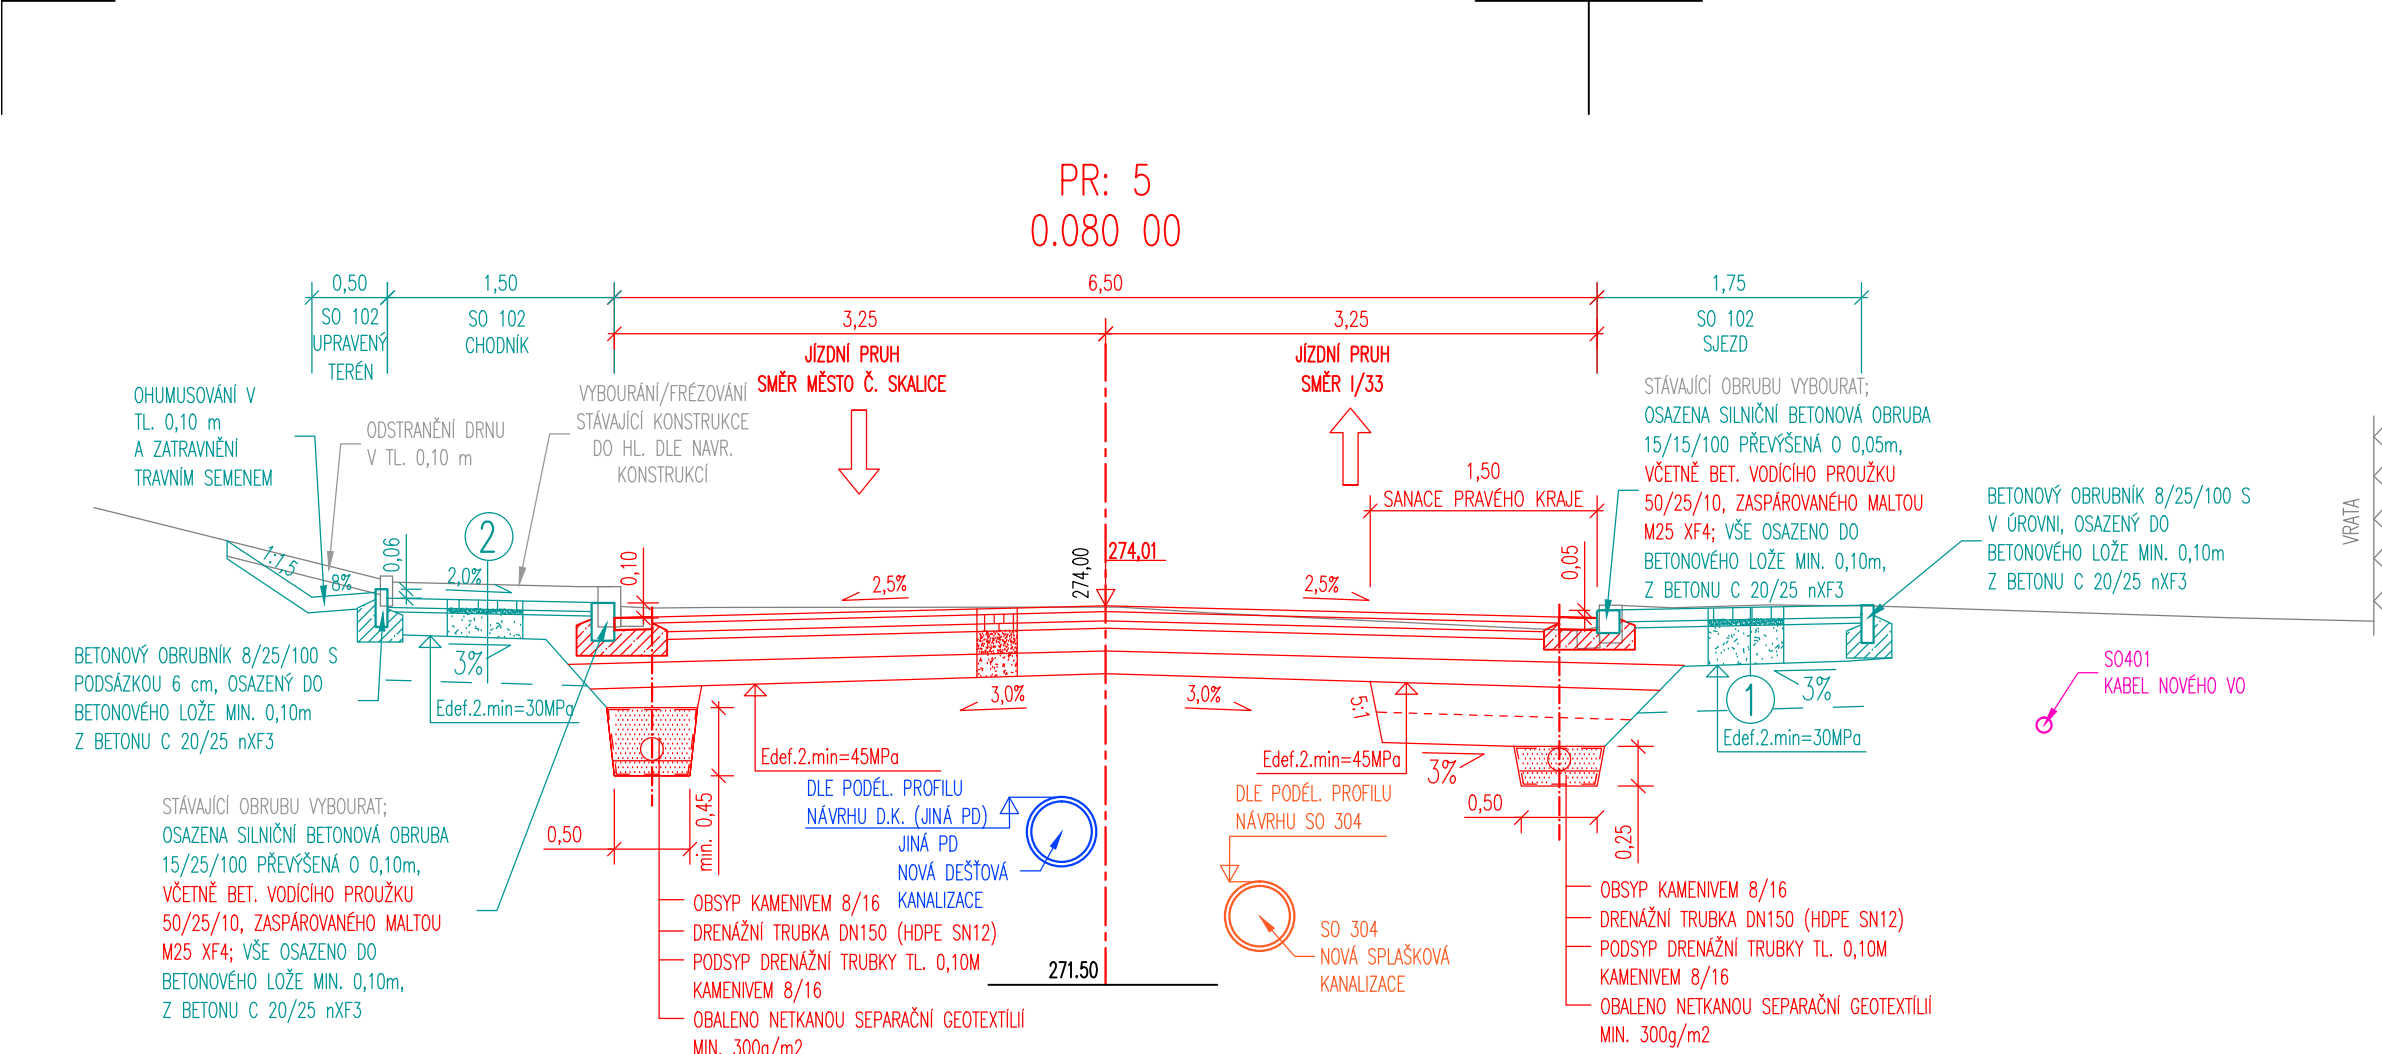 PR: 5
0.080 00
0,50
1,50
6,50
1,75
SO 102
UPRAVENÝ
TERÉN
SO 102
CHODNÍK
3,25
3,25
SO 102
SJEZD
JÍZDNÍ PRUH
SMĚR MĚSTO Č. SKALICE
JÍZDNÍ PRUH
SMĚR I/33
OHUMUSOVÁNÍ V
TL. 0,10 m
A ZATRAVNĚNÍ
TRAVNÍM SEMENEM
ODSTRANĚNÍ DRNU
V TL. 0,10 m
VYBOURÁNÍ/FRÉZOVÁNÍ
STÁVAJÍCÍ KONSTRUKCE
DO HL. DLE NAVR.
KONSTRUKCÍ
1,50
SANACE PRAVÉHO KRAJE
STÁVAJÍCÍ OBRUBU VYBOURAT;
OSAZENA SILNIČNÍ BETONOVÁ OBRUBA
15/15/100 PŘEVÝŠENÁ O 0,05m,
VČETNĚ BET. VODÍCÍHO PROUŽKU
50/25/10, ZASPÁROVANÉHO MALTOU
M25 XF4; VŠE OSAZENO DO
BETONOVÉHO LOŽE MIN. 0,10m,
Z BETONU C 20/25 nXF3
BETONOVÝ OBRUBNÍK 8/25/100 S
V ÚROVNI, OSAZENÝ DO
BETONOVÉHO LOŽE MIN. 0,10m
Z BETONU C 20/25 nXF3
VRATA
1:1,5
8%
0,06
2
2,0%
0,10
2,5%
274,00
274,01
2,5%
0,05
3%
Edef.2.min=30MPa
3,0%
3,0%
5:1
1
3%
Edef.2.min=30MPa
SO401
KABEL NOVÉHO VO
BETONOVÝ OBRUBNÍK 8/25/100 S
PODSÁZKOU 6 cm, OSAZENÝ DO
BETONOVÉHO LOŽE MIN. 0,10m
Z BETONU C 20/25 nXF3
Edef.2.min=45MPa
Edef.2.min=45MPa
3%
0,50
min. 0,45
0,50
0,25
DLE PODÉL. PROFILU
NÁVRHU D.K. (JINÁ PD)
JINÁ PD
NOVÁ DEŠŤOVÁ
KANALIZACE
DLE PODÉL. PROFILU
NÁVRHU SO 304
SO 304
NOVÁ SPLAŠKOVÁ
KANALIZACE
STÁVAJÍCÍ OBRUBU VYBOURAT;
OSAZENA SILNIČNÍ BETONOVÁ OBRUBA
15/25/100 PŘEVÝŠENÁ O 0,10m,
VČETNĚ BET. VODÍCÍHO PROUŽKU
50/25/10, ZASPÁROVANÉHO MALTOU
M25 XF4; VŠE OSAZENO DO
BETONOVÉHO LOŽE MIN. 0,10m,
Z BETONU C 20/25 nXF3
OBSYP KAMENIVEM 8/16
DRENÁŽNÍ TRUBKA DN150 (HDPE SN12)
PODSYP DRENÁŽNÍ TRUBKY TL. 0,10M
KAMENIVEM 8/16
OBALENO NETKANOU SEPARAČNÍ GEOTEXTÍLIÍ
MIN. 300g/m2
271.50
OBSYP KAMENIVEM 8/16
DRENÁŽNÍ TRUBKA DN150 (HDPE SN12)
PODSYP DRENÁŽNÍ TRUBKY TL. 0,10M
KAMENIVEM 8/16
OBALENO NETKANOU SEPARAČNÍ GEOTEXTÍLIÍ
MIN. 300g/m2